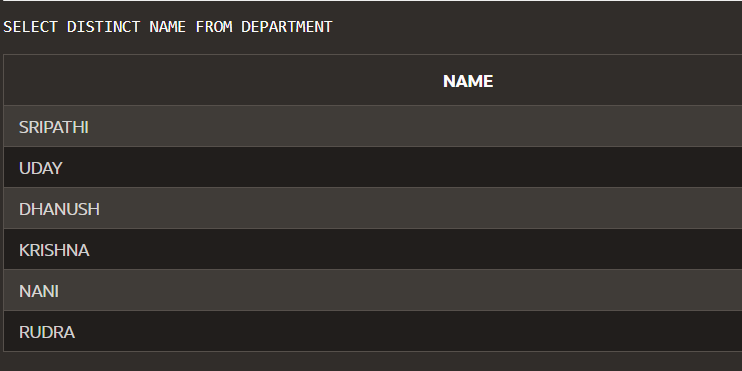 SELECT DISTINCT NAME FROM DEPARTMENT
NAME
SRIPATHI
UDAY
DHANUSH
KRISHNA
NANI
RUDRA